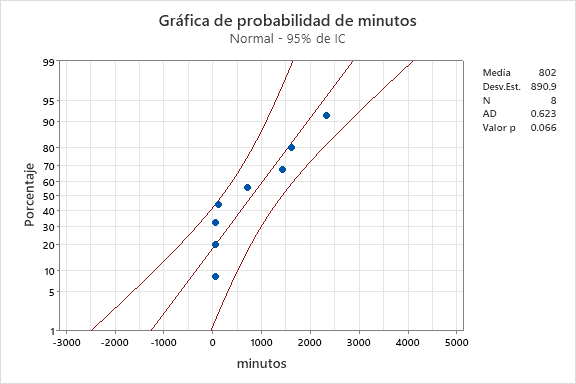 Gráfica de probabilidad de minutos
Normal - 95% de IC
Media 802
Desv.Est. 890.9
N 8
AD 0.623
Valor p 0.066
Porcentaje
99
95
90
80
70
60
50
40
30
20
10
5
1
-3000 -2000 -1000 0 1000 2000 3000 4000 5000
minutos